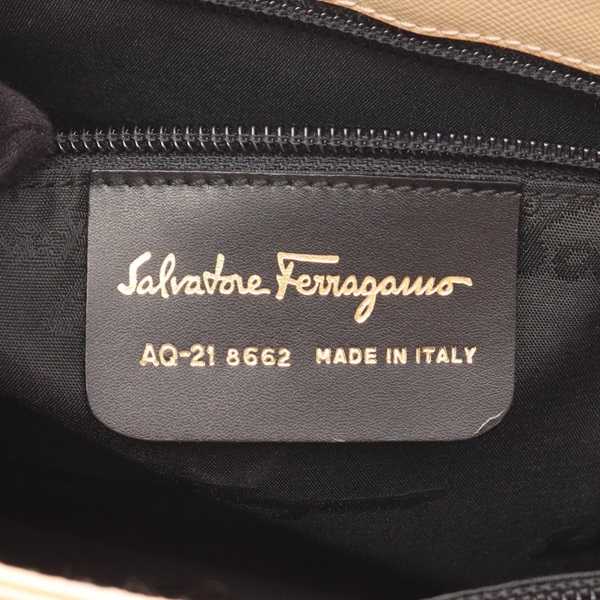 Salvatore Ferragamo
AQ-21 8662 MADE IN ITALY